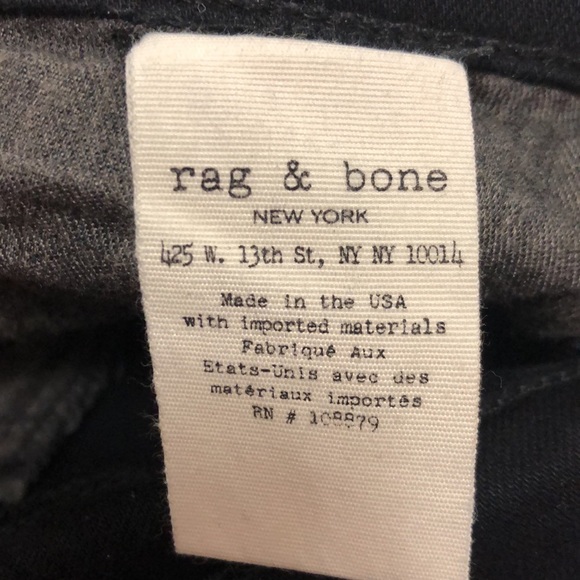 rag & bone
NEW YORK
425 W. 13th St, NY NY 10014
Made in the USA
with imported materials
Fabriqué Aux
Etats-Unis avec des
matériaux importés
RN # 108879